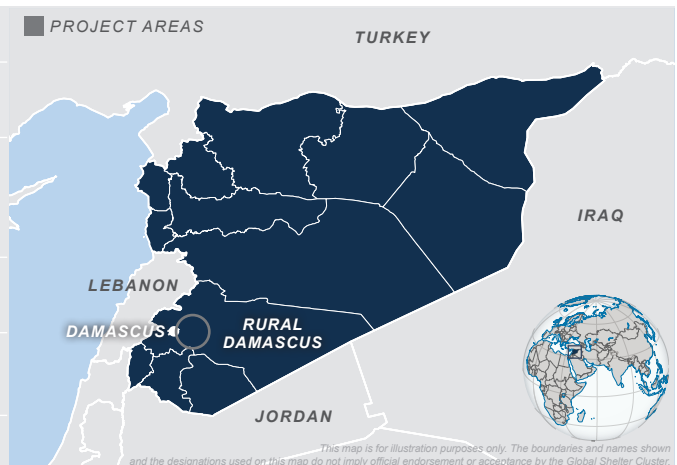 PROJECT AREAS
TURKEY
IRAQ
LEBANON
DAMASCUS
RURAL
DAMASCUS
JORDAN
This map is for illustration purposes only. The boundaries and names shown
and the designations used on this map do not imply official endorsement or acceptance by the Global Shelter Cluster.